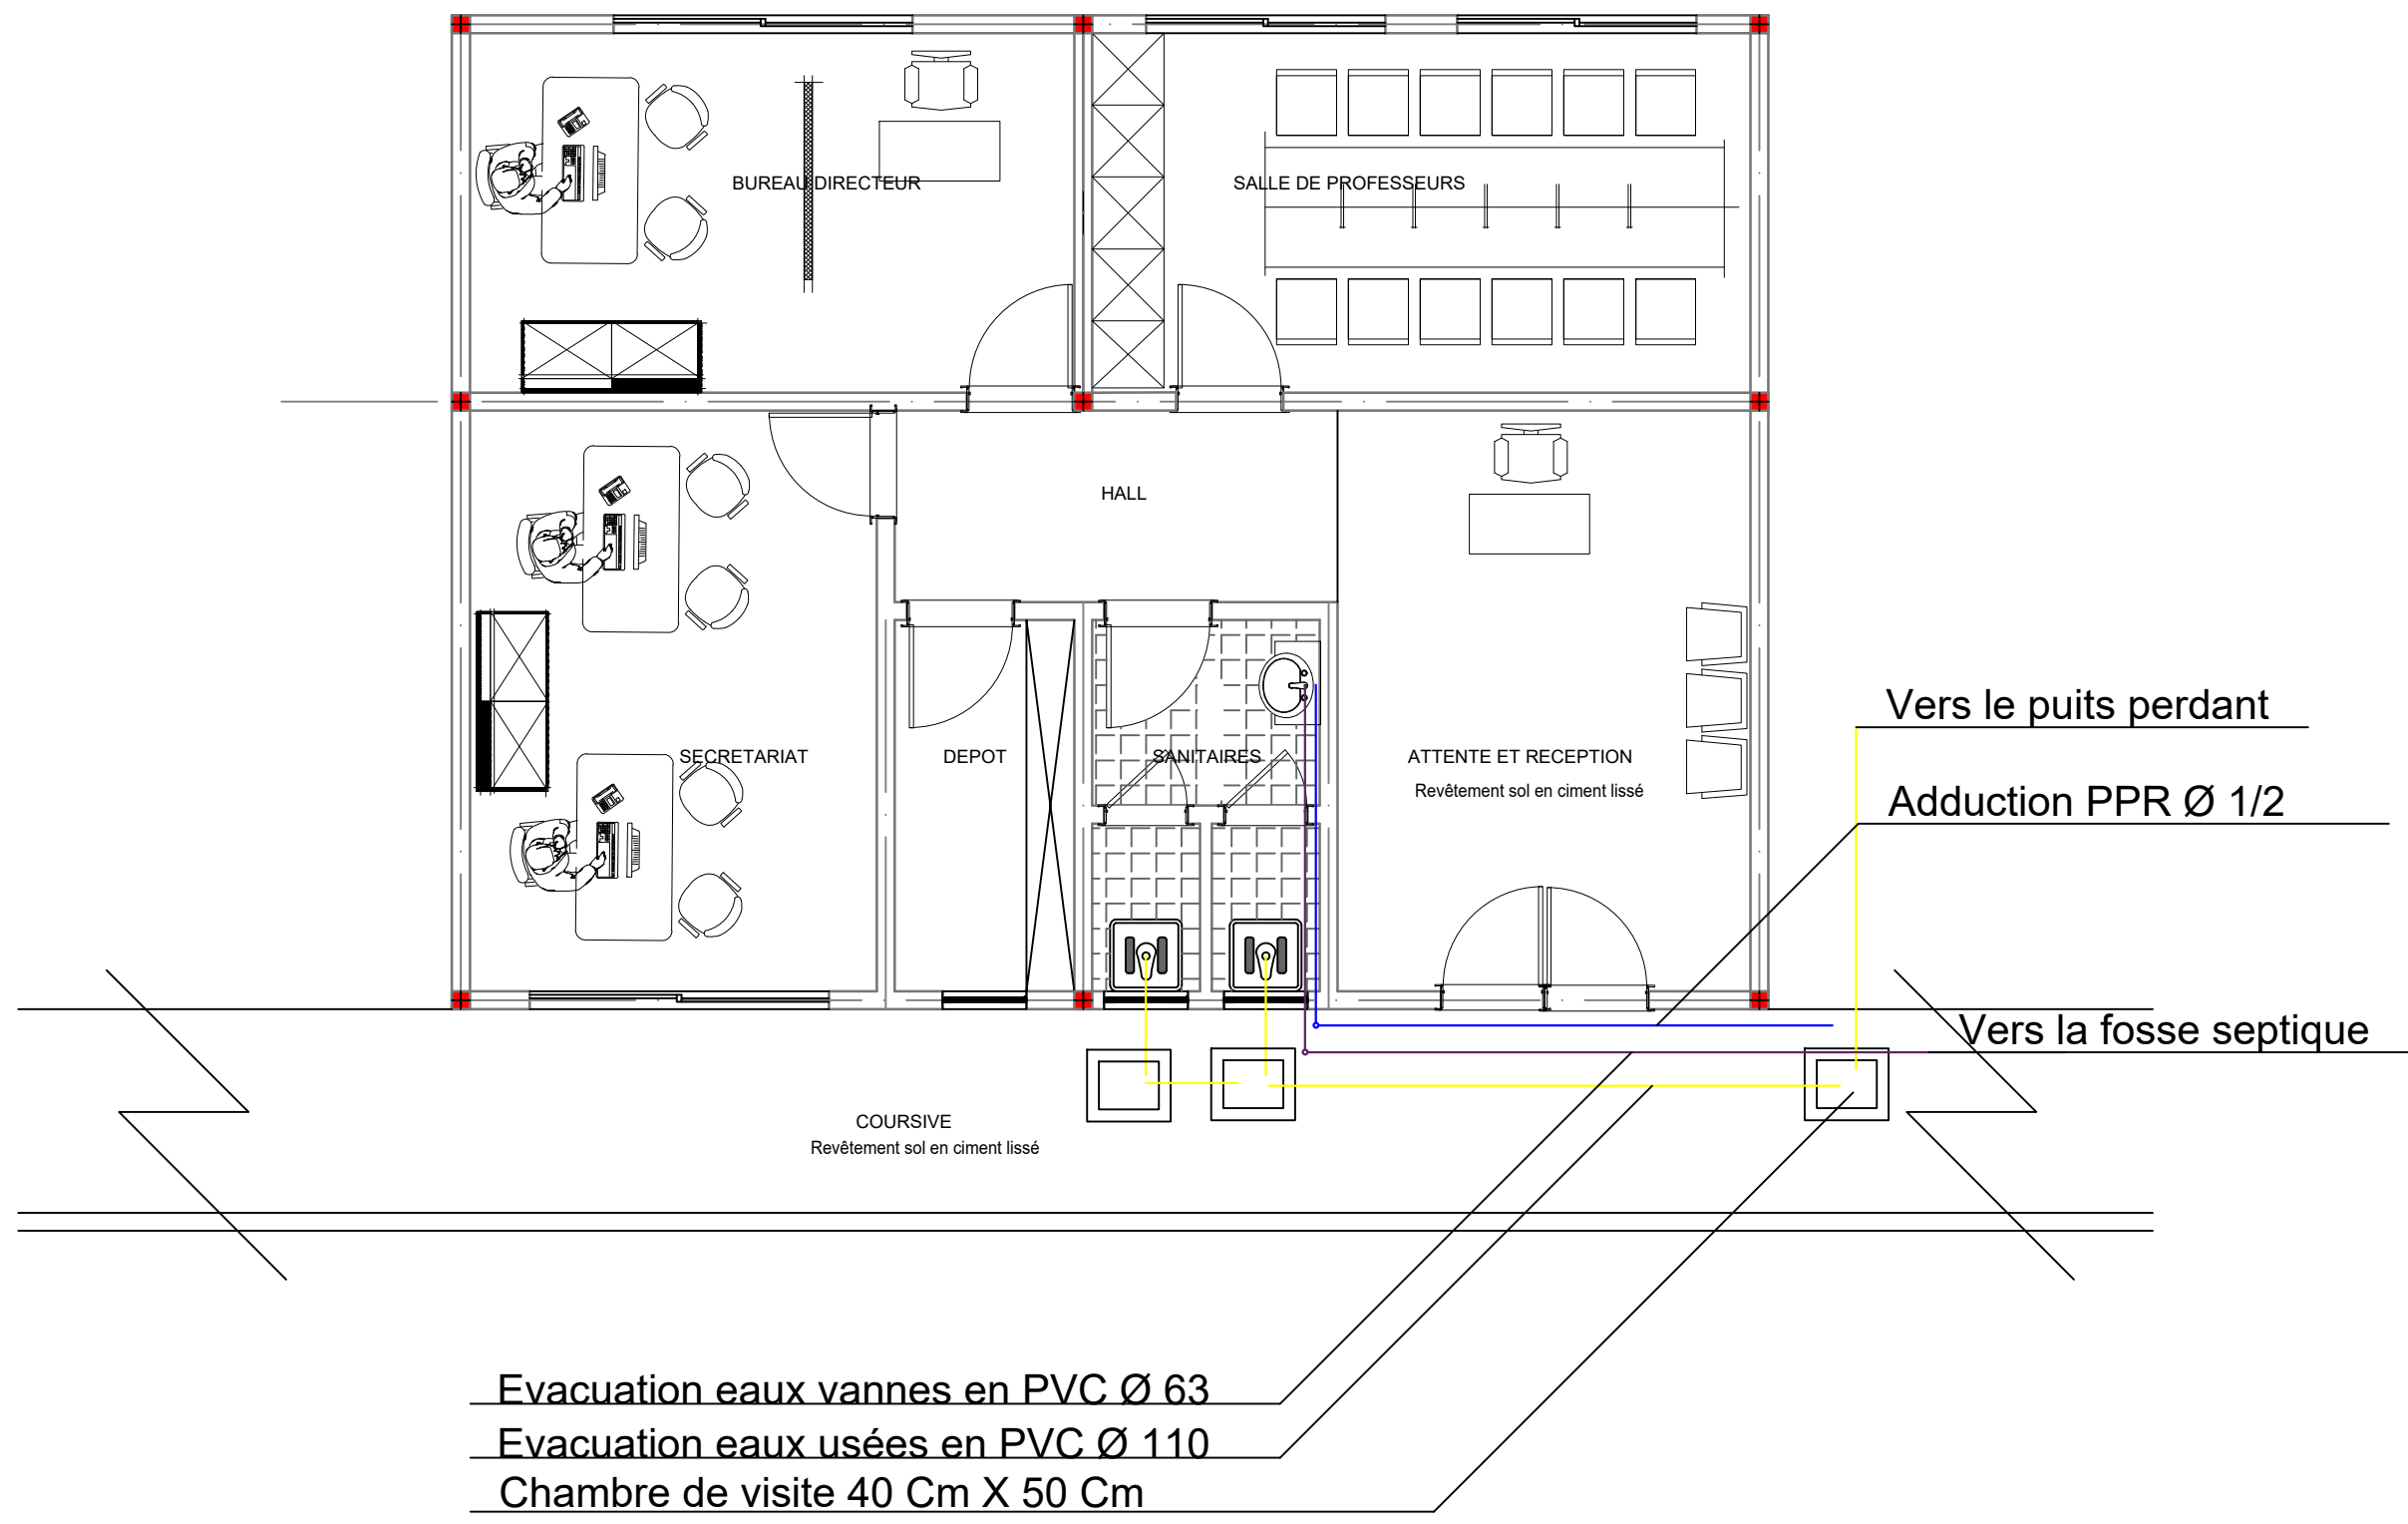 BUREAU DIRECTEUR
SALLE DE PROFESSEURS
HALL
SECRETARIAT
DEPOT
SANITAIRES
ATTENTE ET RECEPTION
Revêtement sol en ciment lissé
Vers le puits perdant
Adduction PPR Ø 1/2
Vers la fosse septique
COURSIVE
Revêtement sol en ciment lissé
Evacuation eaux vannes en PVC Ø 63
Evacuation eaux usées en PVC Ø 110
Chambre de visite 40 Cm X 50 Cm